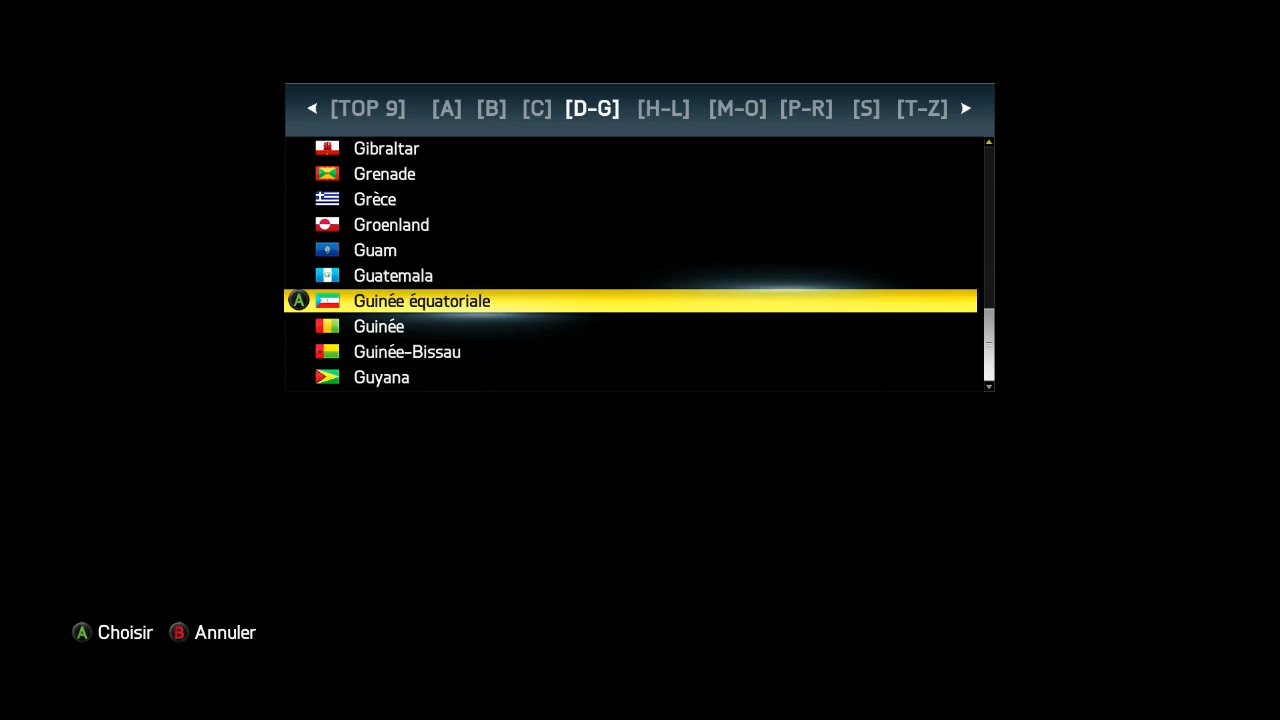 [TOP 9] [A] [B] [C] [D-G] [H-L] [M-O] [P-R] [S] [T-Z]
Gibraltar
Grenade
Grèce
Groenland
Guam
Guatemala
A Guinée équatoriale
Guinée
Guinée-Bissau
Guyana
A Choisir B Annuler